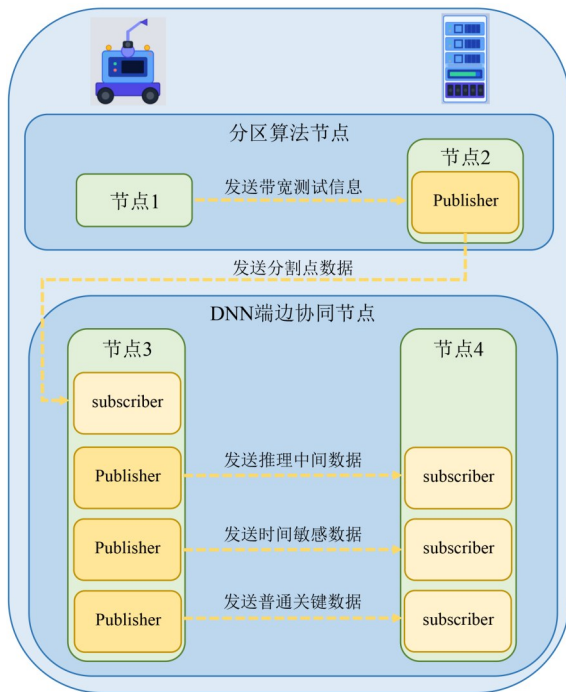 分区算法节点
节点1
发送带宽测试信息
节点2
Publisher
发送分割点数据
DNN端边协同节点
节点3
节点4
subscriber
Publisher
发送推理中间数据
subscriber
Publisher
发送时间敏感数据
subscriber
Publisher
发送普通关键数据
subscriber